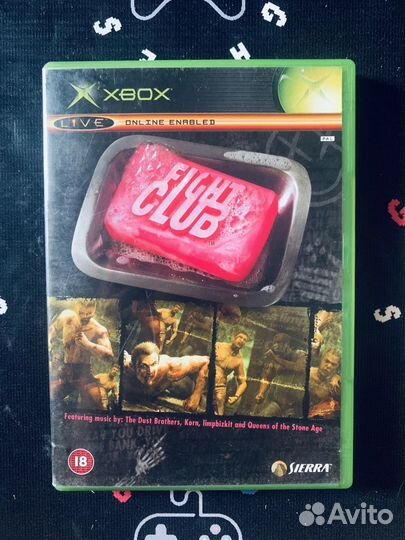 XBOX
LIVE ONLINE ENABLED
PAL
FIGHT
CLUB
TM
Featuring music by: The Dust Brothers, Korn, limpbizkit and Queens of the Stone Age
18
SIERRA
Avito